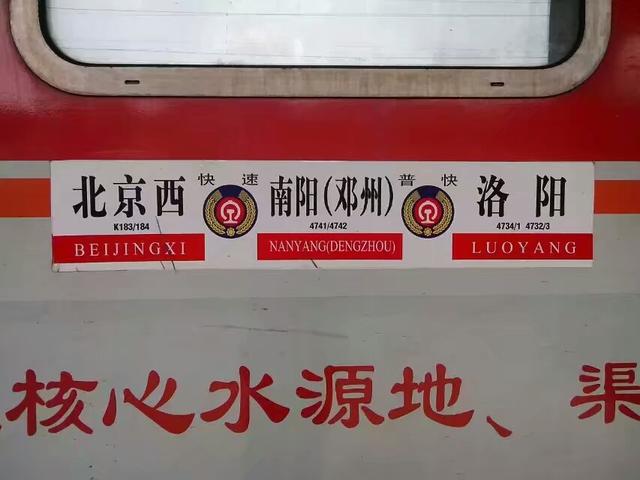 快速 普快
北京西 南阳(邓州) 洛阳
K183/184 4741/4742 4734/1 4732/3
BEIJINGXI NANYANG(DENGZHOU) LUOYANG
核心水源地、渠